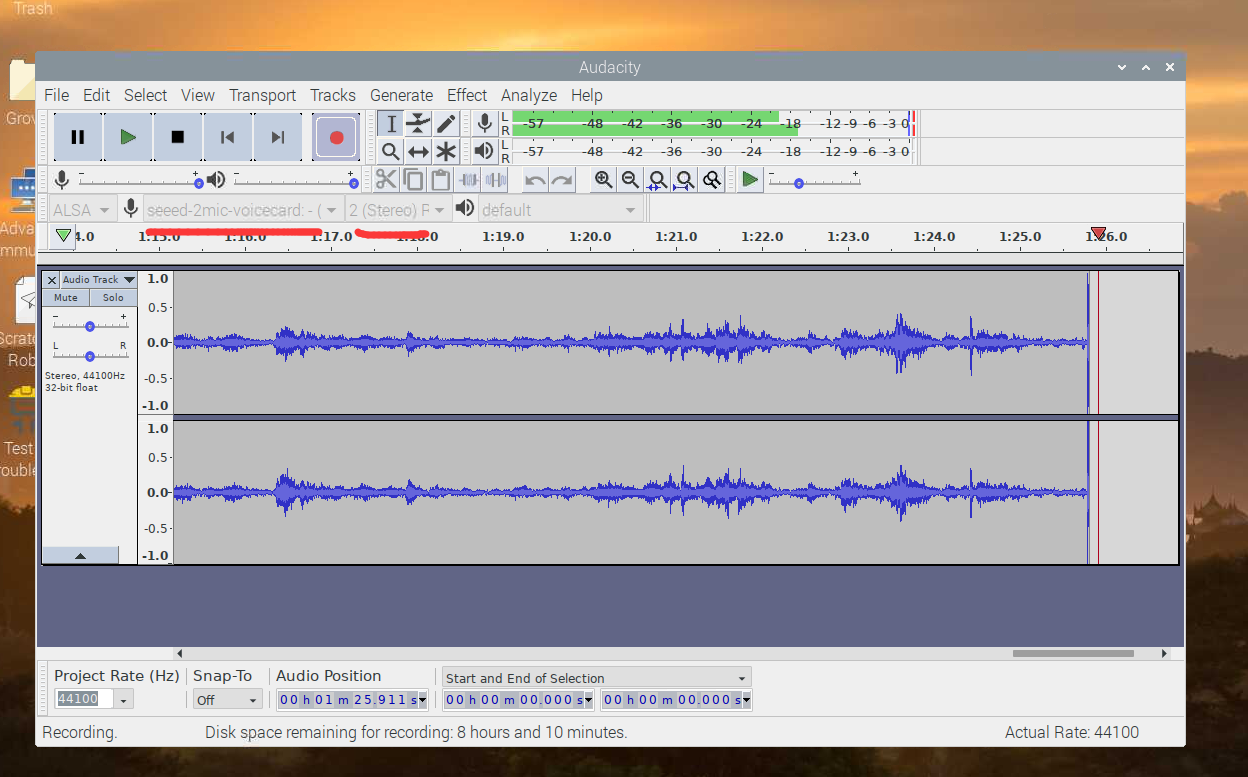 Trash
Audacity
File Edit Select View Transport Tracks Generate Effect Analyze Help
L
R
-57 -48 -42 -36 -30 -24 -18 -12 -9 -6 -3 0
L
R
-57 -48 -42 -36 -30 -24 -18 -12 -9 -6 -3 0
Grov
- + - +
- +
ALSA seeed-2mic-voicecard: - ( 2 (Stereo) R default
Adva
mmu
4.0 1:15.0 1:16.0 1:17.0 1:18.0 1:19.0 1:20.0 1:21.0 1:22.0 1:23.0 1:24.0 1:25.0 1:26.0
Audio Track
Mute Solo
- +
L R
Stereo, 44100Hz
32-bit float
1.0
0.5
0.0
-0.5
-1.0
1.0
0.5
0.0
-0.5
-1.0
Scratc
Rob
Test
rouble
Project Rate (Hz) Snap-To Audio Position Start and End of Selection
44100 Off 00 h 01 m 25.911 s 00 h 00 m 00.000 s 00 h 00 m 00.000 s
Recording. Disk space remaining for recording: 8 hours and 10 minutes. Actual Rate: 44100